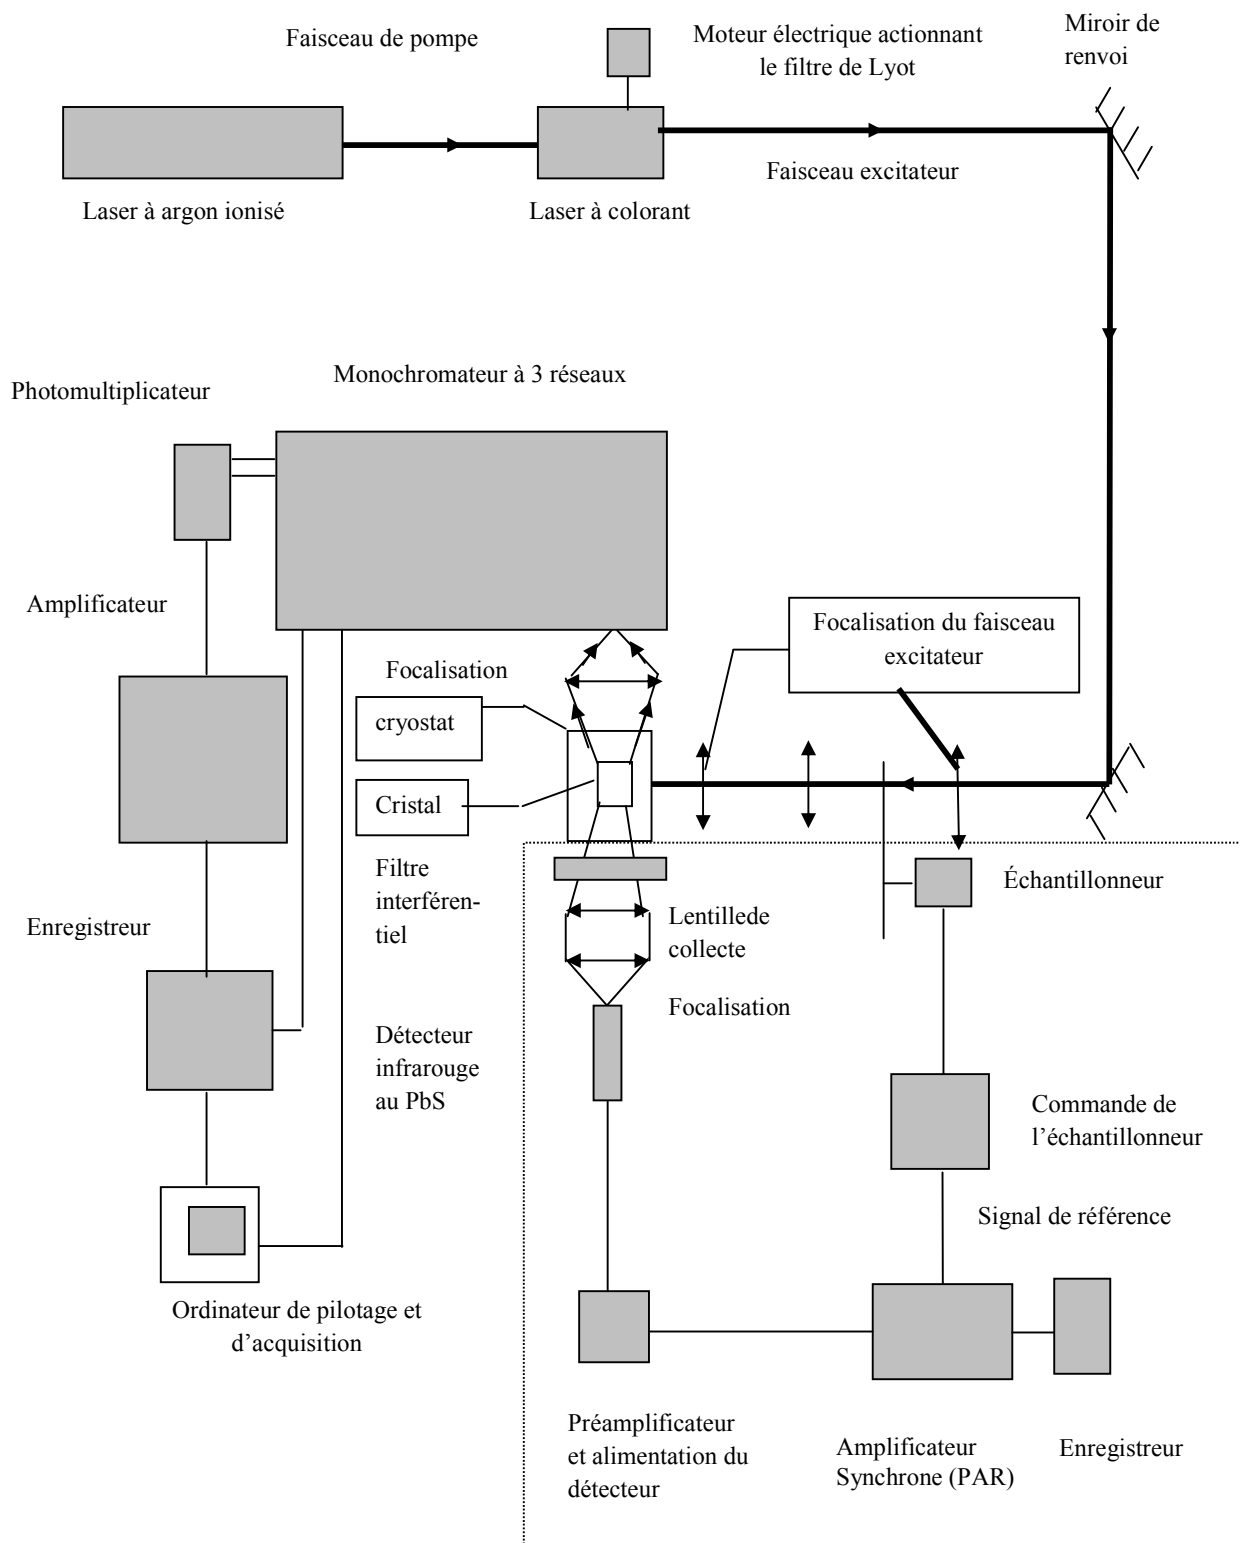 Faisceau de pompe
Moteur électrique actionnant
le filtre de Lyot
Miroir de
renvoi
Laser à argon ionisé
Laser à colorant
Faisceau excitateur
Photomultiplicateur
Monochromateur à 3 réseaux
Amplificateur
Focalisation
cryostat
Cristal
Focalisation du faisceau
excitateur
Filtre
interféren-
tiel
Échantillonneur
Lentillede
collecte
Enregistreur
Focalisation
Détecteur
infrarouge
au PbS
Commande de
l’échantillonneur
Signal de référence
Ordinateur de pilotage et
d’acquisition
Préamplificateur
et alimentation du
détecteur
Amplificateur
Synchrone (PAR)
Enregistreur